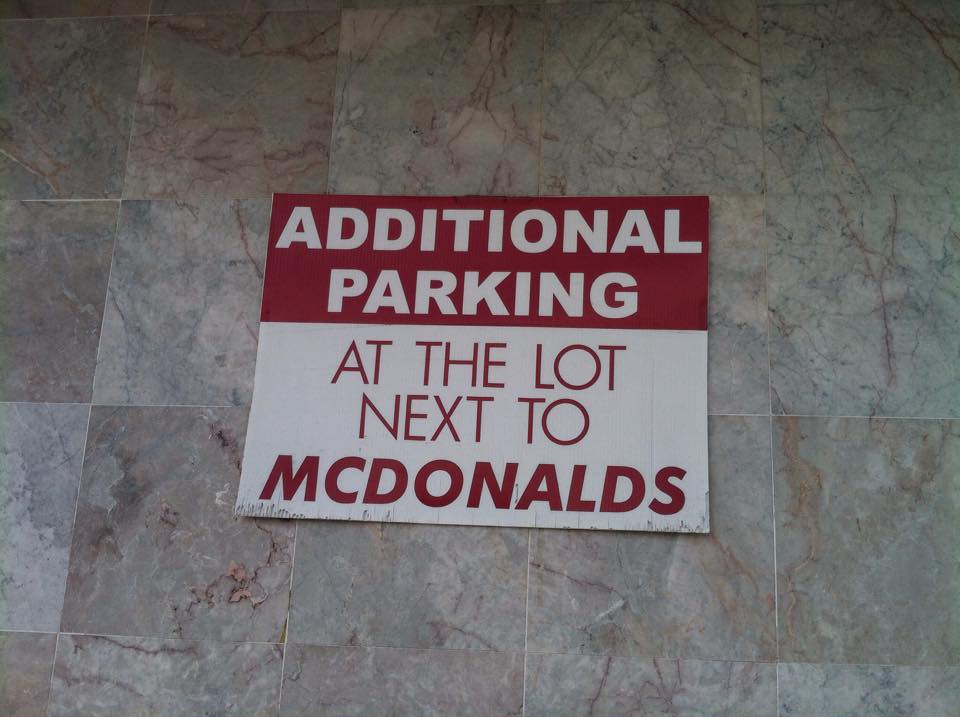 ADDITIONAL
PARKING
AT THE LOT
NEXT TO
MCDONALDS